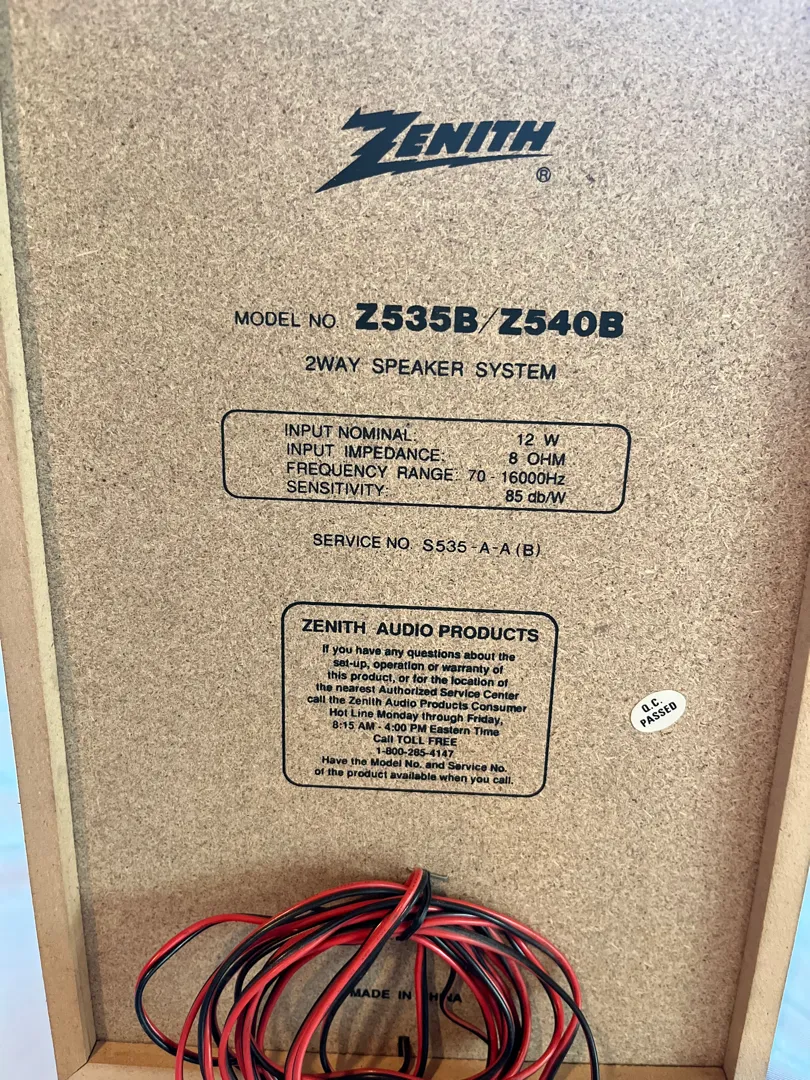 ZENITH
®
MODEL NO Z535B/Z540B
2WAY SPEAKER SYSTEM
INPUT NOMINAL: 12 W
INPUT IMPEDANCE: 8 OHM
FREQUENCY RANGE: 70 - 16000Hz
SENSITIVITY: 85 db/W
SERVICE NO. S535-A-A(B)
ZENITH AUDIO PRODUCTS
If you have any questions about the
set-up, operation or warranty of
this product, or for the location of
the nearest Authorized Service Center
call the Zenith Audio Products Consumer
Hot Line Monday through Friday,
8:15 AM - 4:00 PM Eastern Time
Call TOLL FREE
1-800-285-4147
Have the Model No. and Service No.
of the product available when you call.
Q.C.
PASSED
MADE IN CHINA